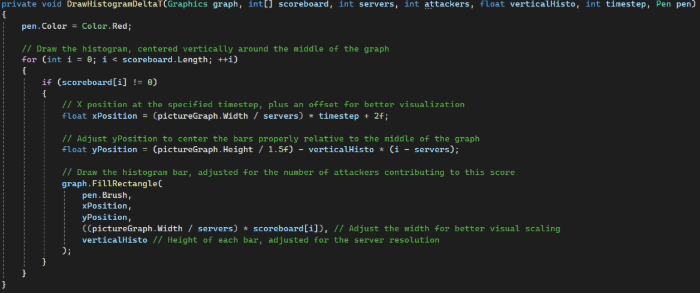 private void DrawHistogramDeltaT(Graphics graph, int[] scoreboard, int servers, int attackers, float verticalHisto, int timestep, Pen pen)
{
pen.Color = Color.Red;
// Draw the histogram, centered vertically around the middle of the graph
for (int i = 0; i < scoreboard.Length; ++i)
{
if (scoreboard[i] != 0)
{
// X position at the specified timestep, plus an offset for better visualization
float xPosition = (pictureGraph.Width / servers) * timestep + 2f;
// Adjust yPosition to center the bars properly relative to the middle of the graph
float yPosition = (pictureGraph.Height / 1.5f) - verticalHisto * (i - servers);
// Draw the histogram bar, adjusted for the number of attackers contributing to this score
graph.FillRectangle(
pen.Brush,
xPosition,
yPosition,
((pictureGraph.Width / servers) * scoreboard[i]), // Adjust the width for better visual scaling
verticalHisto // Height of each bar, adjusted for the server resolution
);
}
}
}